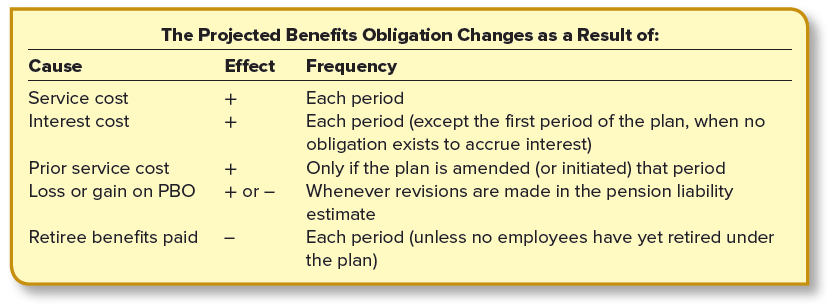 The Projected Benefits Obligation Changes as a Result of:
Cause Effect Frequency
Service cost + Each period
Interest cost + Each period (except the first period of the plan, when no
obligation exists to accrue interest)
Prior service cost + Only if the plan is amended (or initiated) that period
Loss or gain on PBO + or – Whenever revisions are made in the pension liability
estimate
Retiree benefits paid – Each period (unless no employees have yet retired under
the plan)